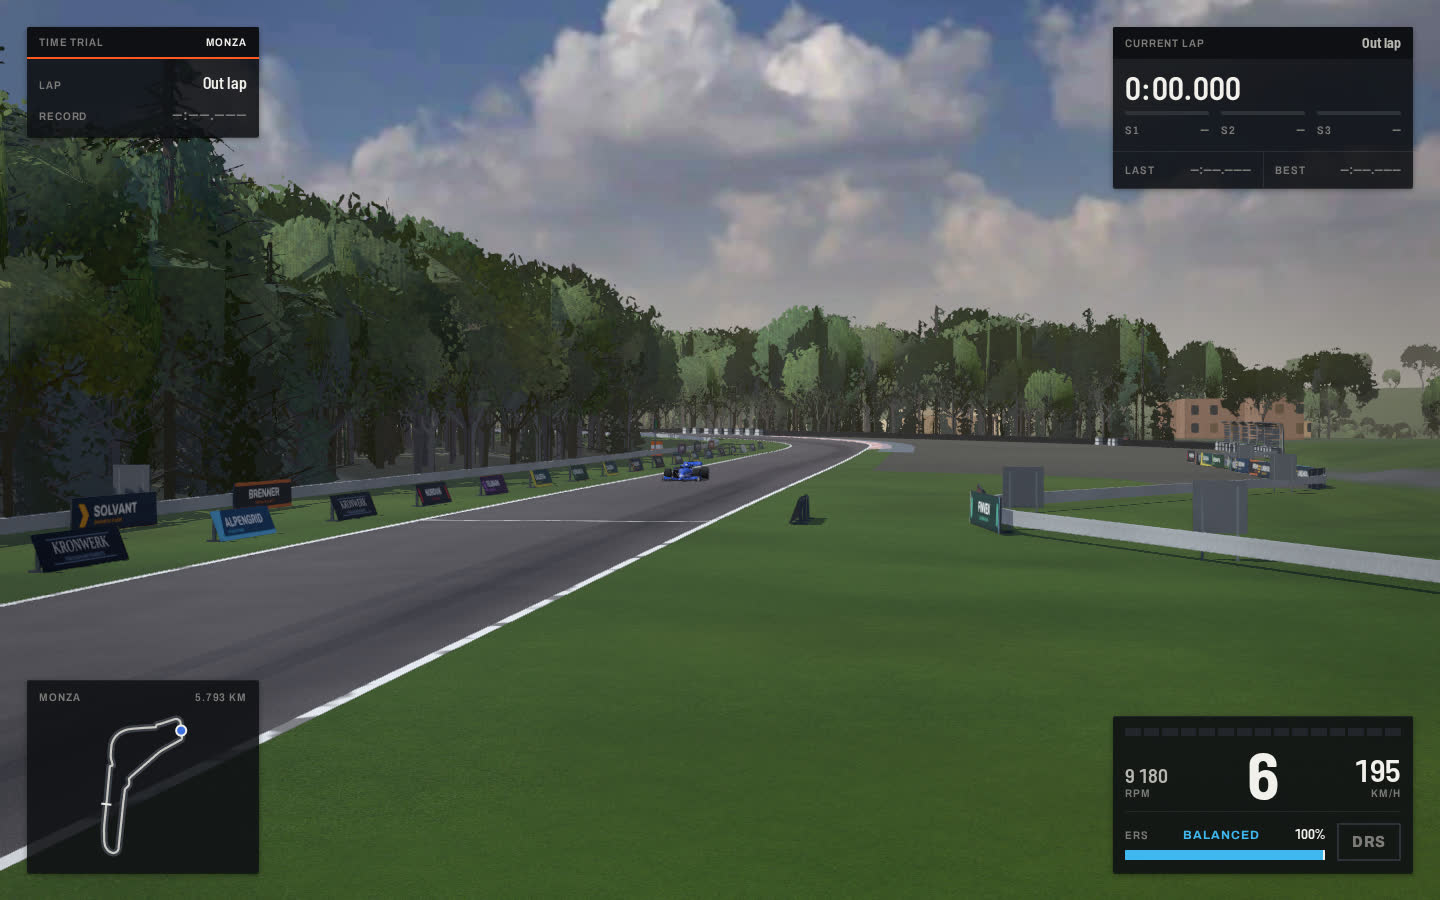 TIME TRIAL MONZA
LAP Out lap
RECORD –:––.–––
CURRENT LAP Out lap
0:00.000
S1 – S2 – S3 –
LAST –:––.––– BEST –:––.–––
SOLVANT
BRENNER
KRONWERK
ALPENGRID
KRONWERK
MONZA 5.793 KM
9 180
RPM
6
195
KM/H
ERS BALANCED 100%
DRS